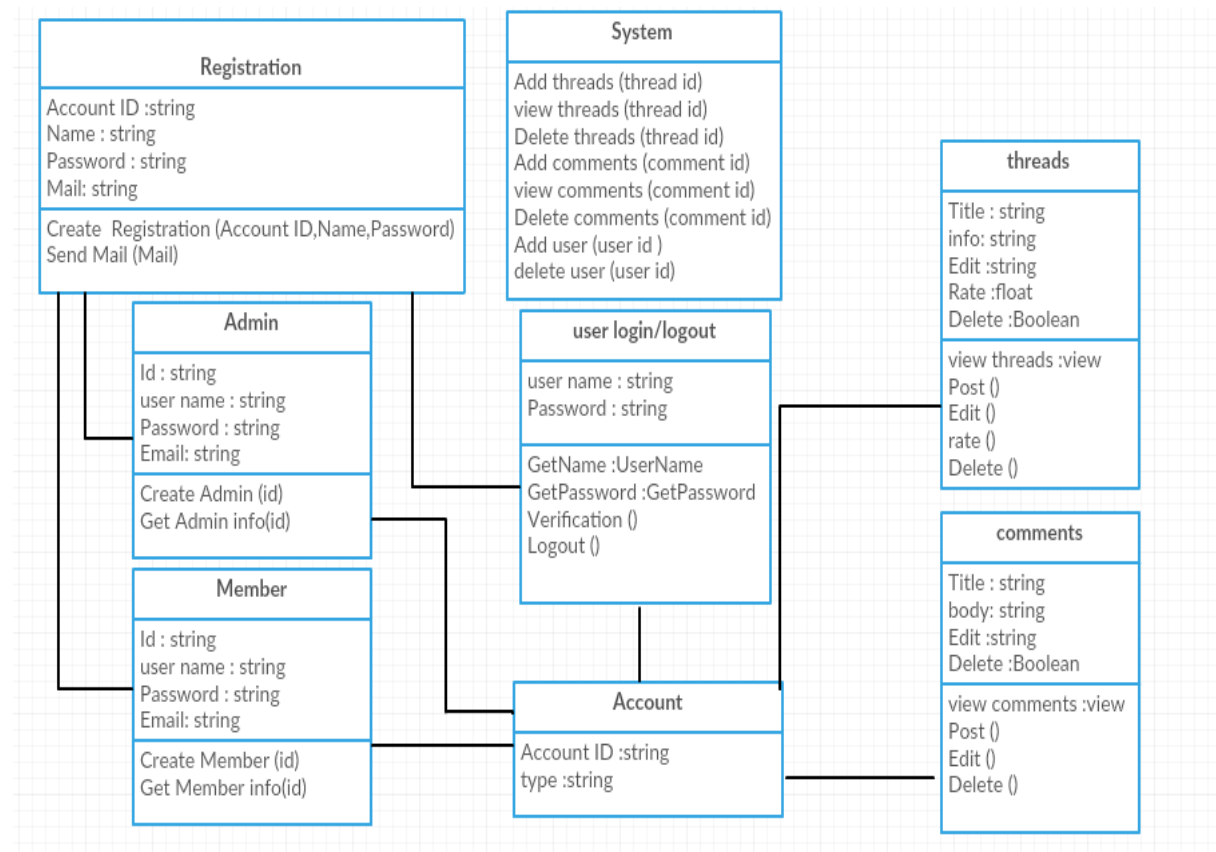 Registration
Account ID :string
Name : string
Password : string
Mail: string
Create  Registration (Account ID,Name,Password)
Send Mail (Mail)
System
Add threads (thread id)
view threads (thread id)
Delete threads (thread id)
Add comments (comment id)
view comments (comment id)
Delete comments (comment id)
Add user (user id )
delete user (user id)
threads
Title : string
info: string
Edit :string
Rate :float
Delete :Boolean
view threads :view
Post ()
Edit ()
rate ()
Delete ()
Admin
Id : string
user name : string
Password : string
Email: string
Create Admin (id)
Get Admin info(id)
user login/logout
user name : string
Password : string
GetName :UserName
GetPassword :GetPassword
Verification ()
Logout ()
comments
Title : string
body: string
Edit :string
Delete :Boolean
view comments :view
Post ()
Edit ()
Delete ()
Member
Id : string
user name : string
Password : string
Email: string
Create Member (id)
Get Member info(id)
Account
Account ID :string
type :string